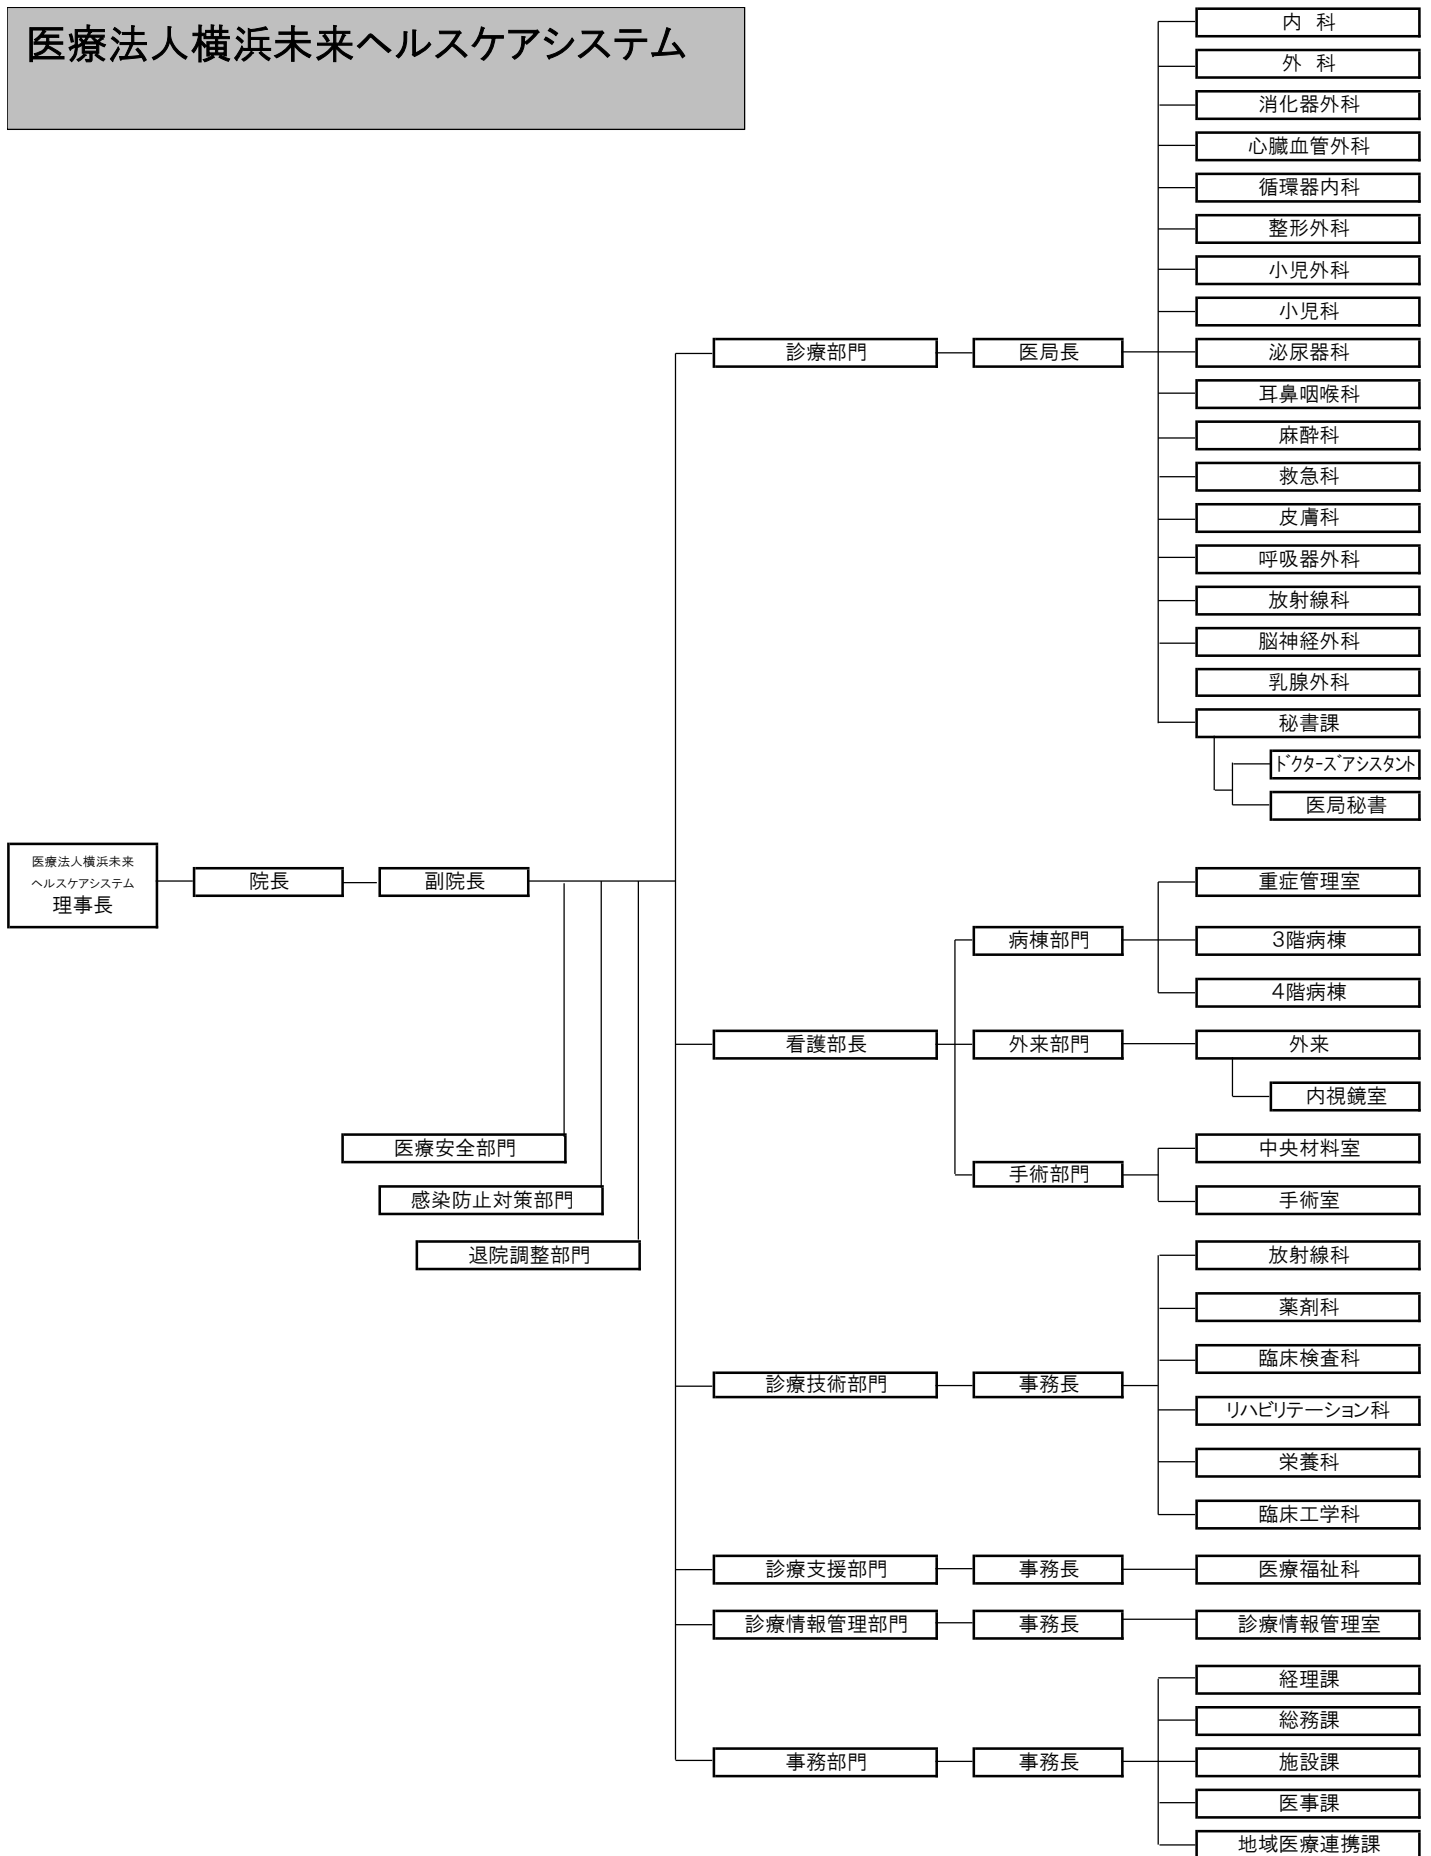 医療法人横浜未来ヘルスケアシステム
内 科
外 科
消化器外科
心臓血管外科
循環器内科
整形外科
小児外科
小児科
診療部門
医局長
泌尿器科
耳鼻咽喉科
麻酔科
救急科
皮膚科
呼吸器外科
放射線科
脳神経外科
乳腺外科
秘書課
ﾄﾞｸﾀｰｽﾞｱｼｽﾀﾝﾄ
医局秘書
医療法人横浜未来
ヘルスケアシステム
理事長
院長
副院長
重症管理室
病棟部門
3階病棟
4階病棟
看護部長
外来部門
外来
内視鏡室
医療安全部門
中央材料室
手術部門
感染防止対策部門
手術室
退院調整部門
放射線科
薬剤科
臨床検査科
診療技術部門
事務長
リハビリテーション科
栄養科
臨床工学科
診療支援部門
事務長
医療福祉科
診療情報管理部門
事務長
診療情報管理室
経理課
総務課
事務部門
事務長
施設課
医事課
地域医療連携課